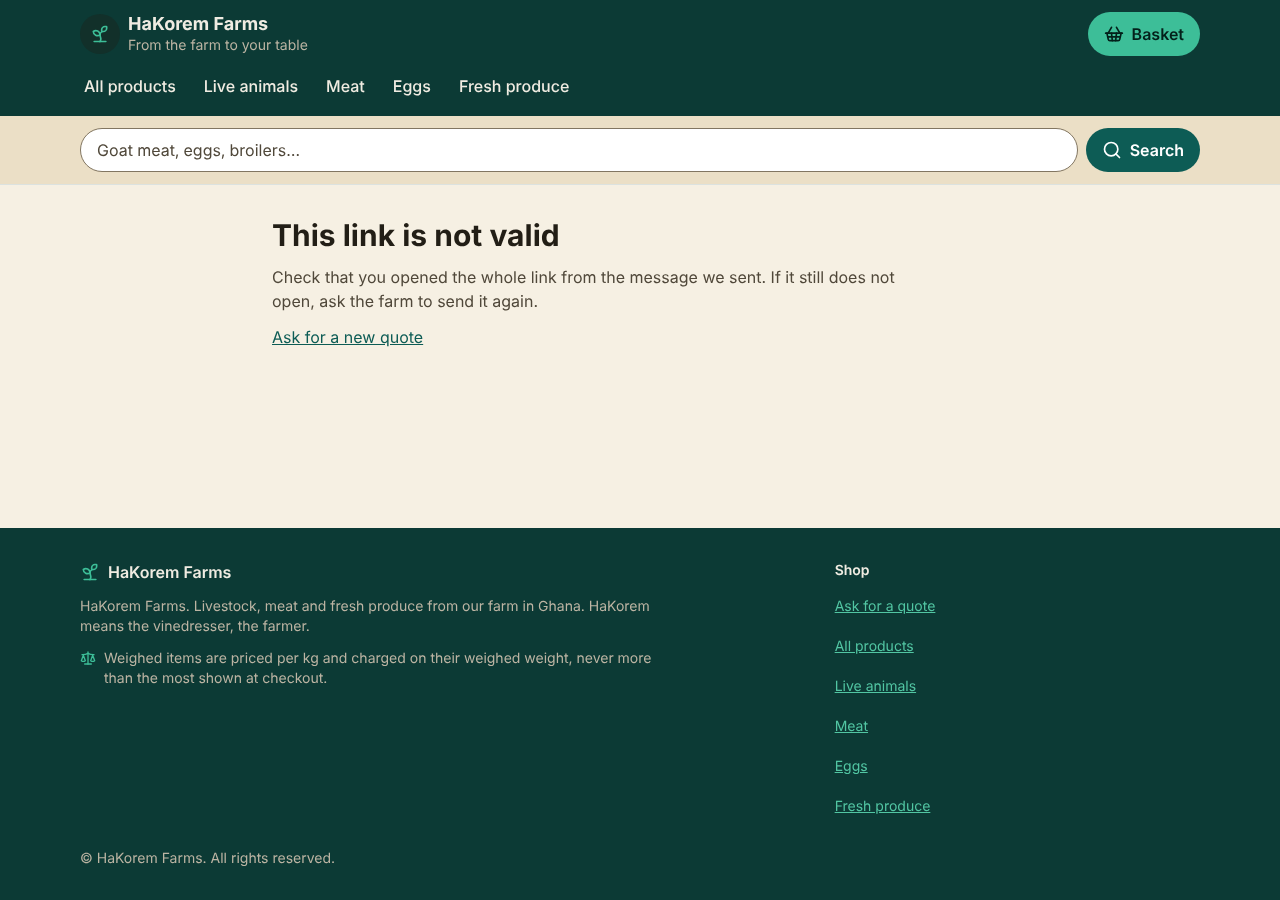 HaKorem Farms
From the farm to your table
Basket
All products
Live animals
Meat
Eggs
Fresh produce
Goat meat, eggs, broilers...
Search
This link is not valid
Check that you opened the whole link from the message we sent. If it still does not
open, ask the farm to send it again.
Ask for a new quote
HaKorem Farms
HaKorem Farms. Livestock, meat and fresh produce from our farm in Ghana. HaKorem
means the vinedresser, the farmer.
Weighed items are priced per kg and charged on their weighed weight, never more
than the most shown at checkout.
Shop
Ask for a quote
All products
Live animals
Meat
Eggs
Fresh produce
© HaKorem Farms. All rights reserved.